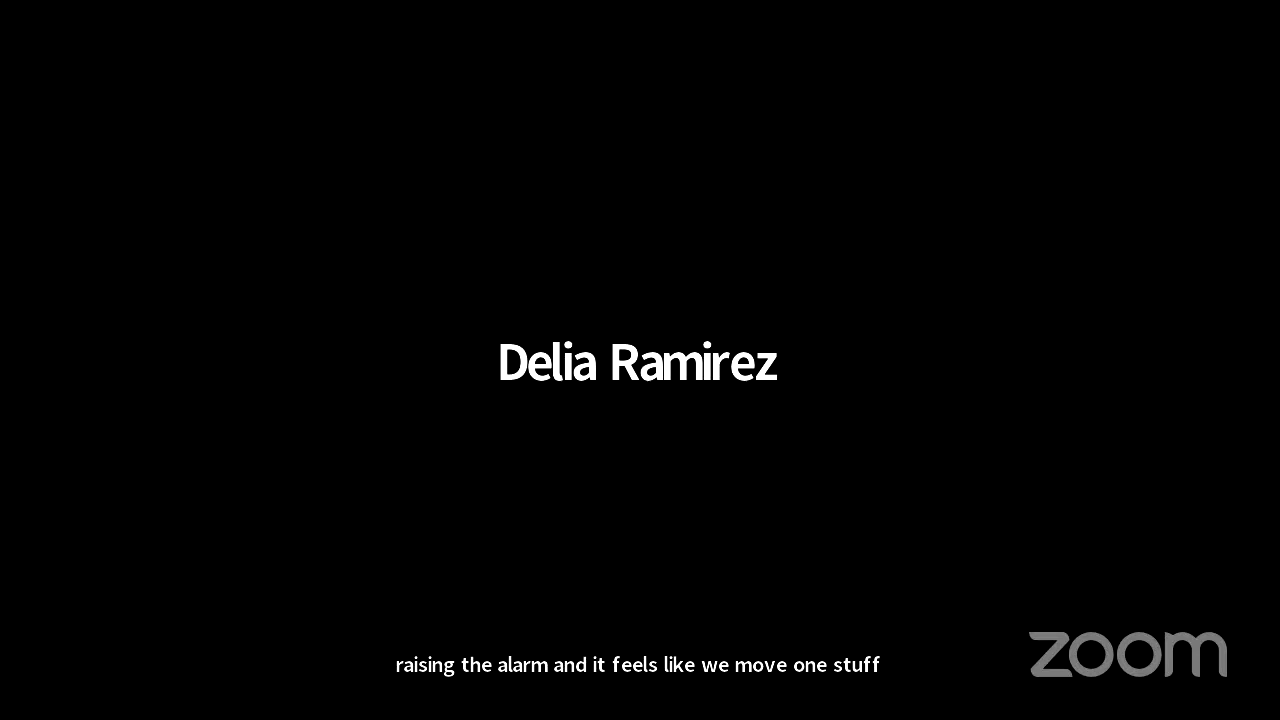 Delia Ramirez
raising the alarm and it feels like we move one stuff
zoom